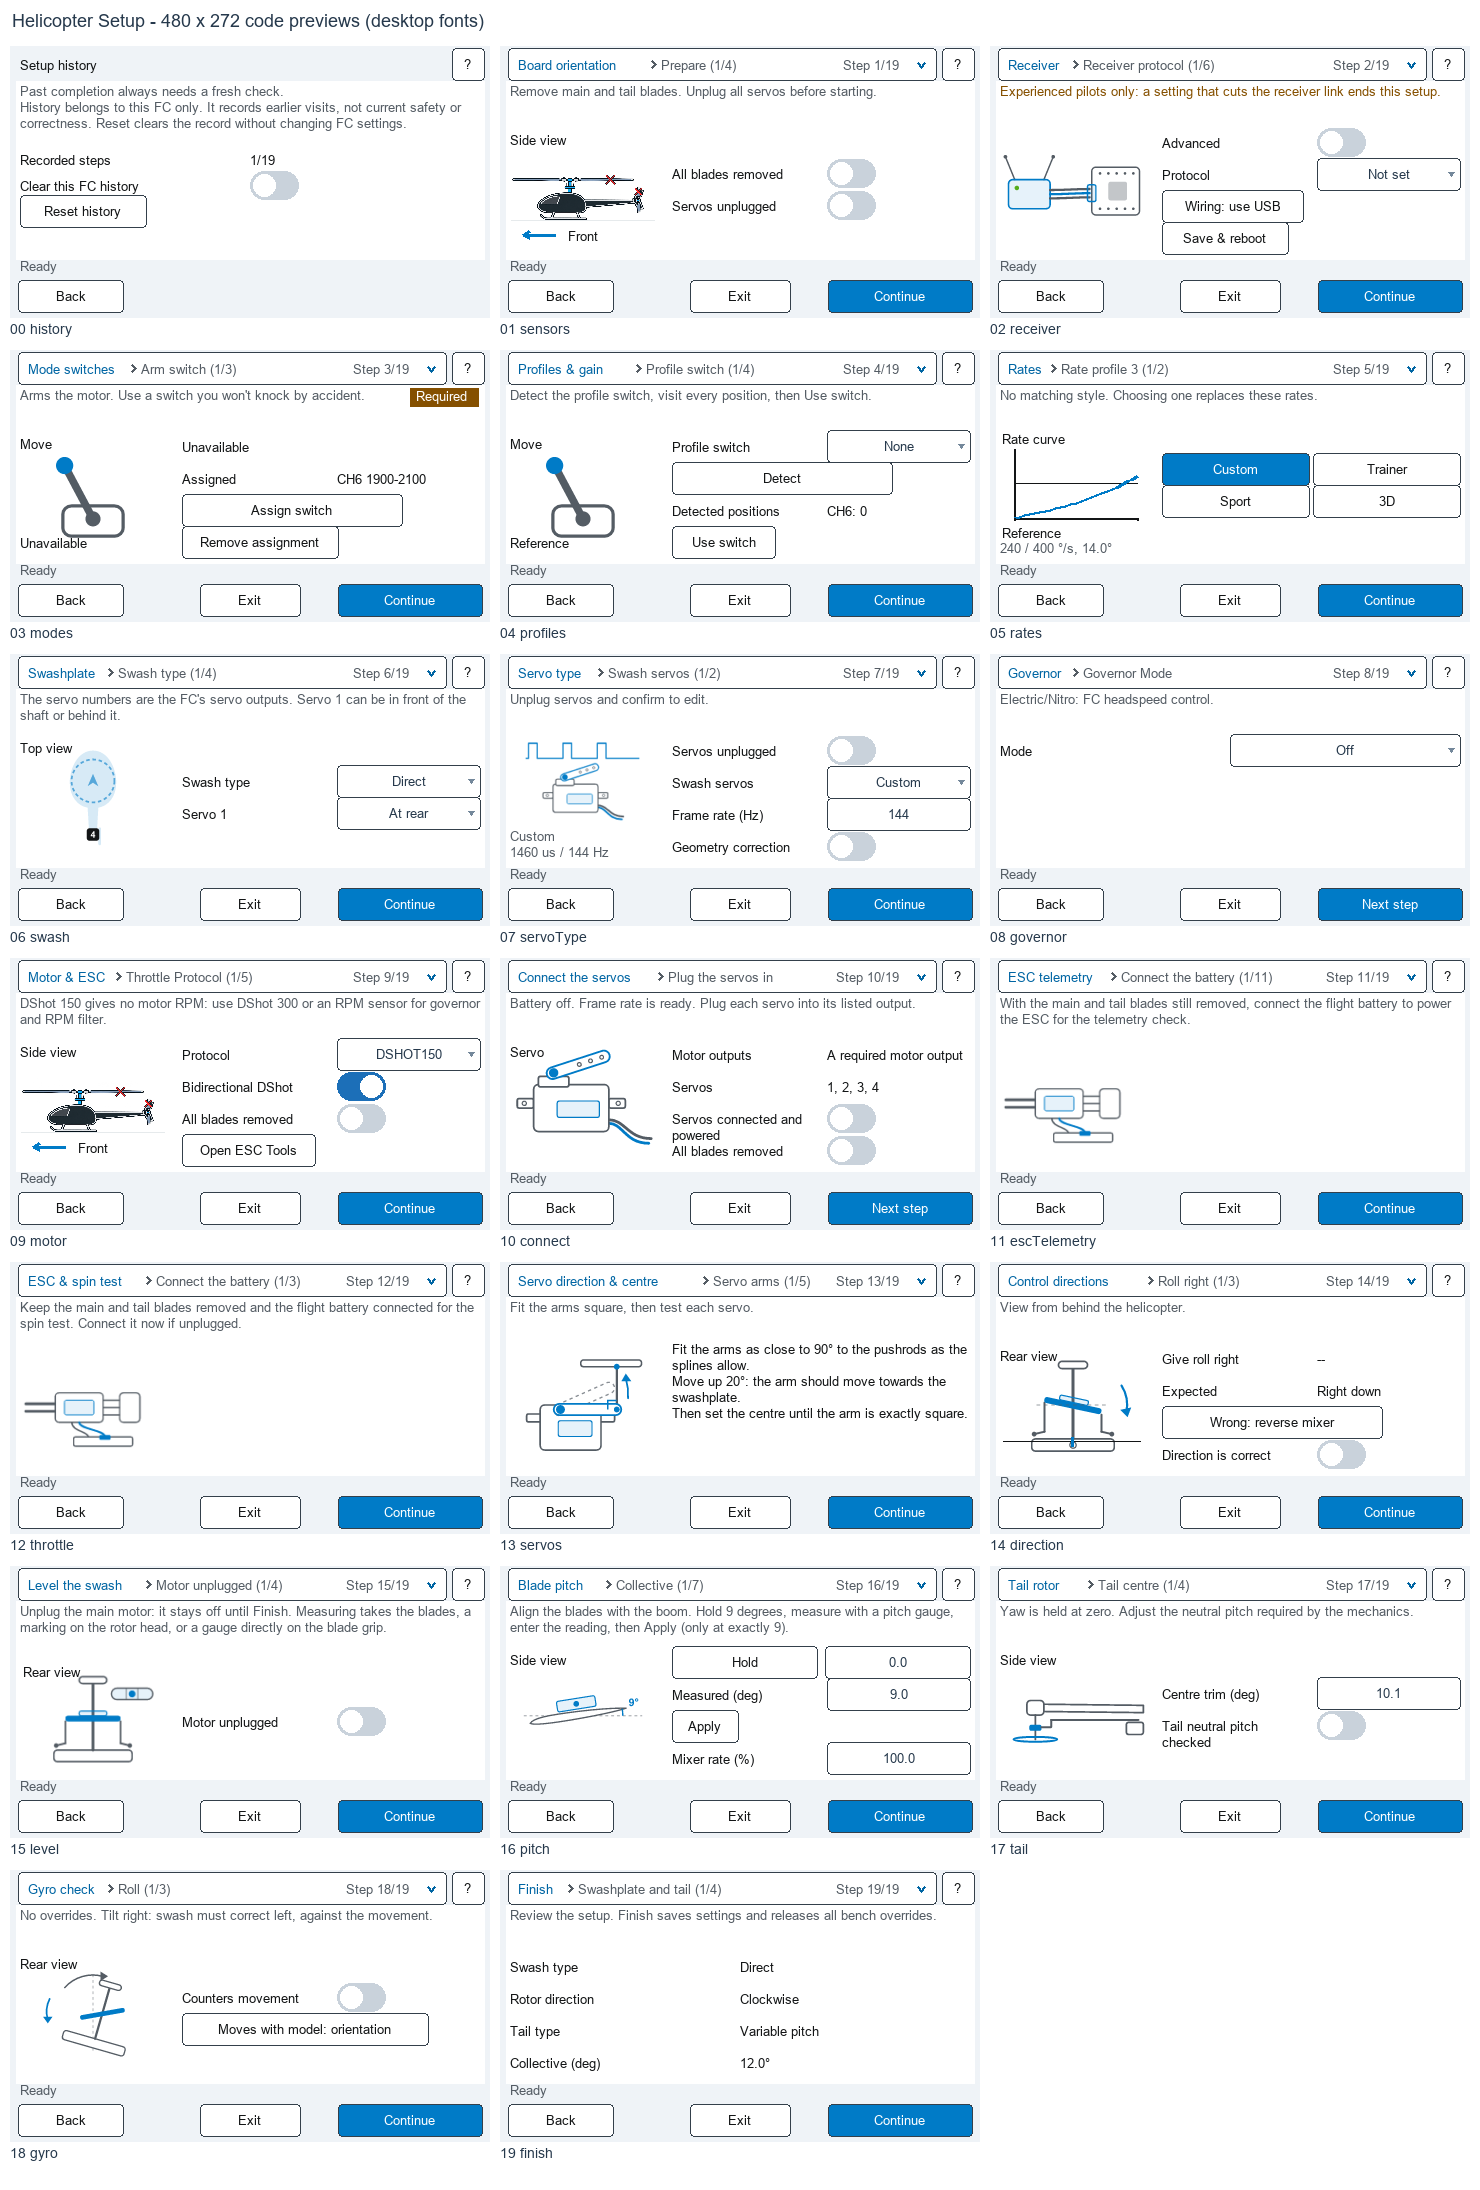 Helicopter Setup - 480 x 272 code previews (desktop fonts)
Setup history
?
Past completion always needs a fresh check.
History belongs to this FC only. It records earlier visits, not current safety or
correctness. Reset clears the record without changing FC settings.
Recorded steps 1/19
Clear this FC history
Reset history
Ready
Back
00 history
Board orientation > Prepare (1/4) Step 1/19
?
Remove main and tail blades. Unplug all servos before starting.
Side view
All blades removed
Servos unplugged
Front
Ready
Back Exit Continue
01 sensors
Receiver > Receiver protocol (1/6) Step 2/19
?
Experienced pilots only: a setting that cuts the receiver link ends this setup.
Advanced
Protocol Not set
Wiring: use USB
Save & reboot
Ready
Back Exit Continue
02 receiver
Mode switches > Arm switch (1/3) Step 3/19
?
Arms the motor. Use a switch you won't knock by accident.
Required
Move
Unavailable
Assigned CH6 1900-2100
Assign switch
Remove assignment
Unavailable
Ready
Back Exit Continue
03 modes
Profiles & gain > Profile switch (1/4) Step 4/19
?
Detect the profile switch, visit every position, then Use switch.
Move
Profile switch None
Detect
Detected positions CH6: 0
Use switch
Reference
Ready
Back Exit Continue
04 profiles
Rates > Rate profile 3 (1/2) Step 5/19
?
No matching style. Choosing one replaces these rates.
Rate curve
Custom Trainer
Sport 3D
Reference
240 / 400 °/s, 14.0°
Ready
Back Exit Continue
05 rates
Swashplate > Swash type (1/4) Step 6/19
?
The servo numbers are the FC's servo outputs. Servo 1 can be in front of the
shaft or behind it.
Top view
4
Swash type Direct
Servo 1 At rear
Ready
Back Exit Continue
06 swash
Servo type > Swash servos (1/2) Step 7/19
?
Unplug servos and confirm to edit.
Servos unplugged
Swash servos Custom
Frame rate (Hz) 144
Geometry correction
Custom
1460 us / 144 Hz
Ready
Back Exit Continue
07 servoType
Governor > Governor Mode Step 8/19
?
Electric/Nitro: FC headspeed control.
Mode Off
Ready
Back Exit Next step
08 governor
Motor & ESC > Throttle Protocol (1/5) Step 9/19
?
DShot 150 gives no motor RPM: use DShot 300 or an RPM sensor for governor
and RPM filter.
Side view
Protocol DSHOT150
Bidirectional DShot
All blades removed
Open ESC Tools
Front
Ready
Back Exit Continue
09 motor
Connect the servos > Plug the servos in Step 10/19
?
Battery off. Frame rate is ready. Plug each servo into its listed output.
Servo
Motor outputs A required motor output
Servos 1, 2, 3, 4
Servos connected and
powered
All blades removed
Ready
Back Exit Next step
10 connect
ESC telemetry > Connect the battery (1/11) Step 11/19
?
With the main and tail blades still removed, connect the flight battery to power
the ESC for the telemetry check.
Ready
Back Exit Continue
11 escTelemetry
ESC & spin test > Connect the battery (1/3) Step 12/19
?
Keep the main and tail blades removed and the flight battery connected for the
spin test. Connect it now if unplugged.
Ready
Back Exit Continue
12 throttle
Servo direction & centre > Servo arms (1/5) Step 13/19
?
Fit the arms square, then test each servo.
Fit the arms as close to 90° to the pushrods as the
splines allow.
Move up 20°: the arm should move towards the
swashplate.
Then set the centre until the arm is exactly square.
Ready
Back Exit Continue
13 servos
Control directions > Roll right (1/3) Step 14/19
?
View from behind the helicopter.
Rear view
Give roll right --
Expected Right down
Wrong: reverse mixer
Direction is correct
Ready
Back Exit Continue
14 direction
Level the swash > Motor unplugged (1/4) Step 15/19
?
Unplug the main motor: it stays off until Finish. Measuring takes the blades, a
marking on the rotor head, or a gauge directly on the blade grip.
Rear view
Motor unplugged
Ready
Back Exit Continue
15 level
Blade pitch > Collective (1/7) Step 16/19
?
Align the blades with the boom. Hold 9 degrees, measure with a pitch gauge,
enter the reading, then Apply (only at exactly 9).
Side view
9°
Hold 0.0
Measured (deg) 9.0
Apply
Mixer rate (%) 100.0
Ready
Back Exit Continue
16 pitch
Tail rotor > Tail centre (1/4) Step 17/19
?
Yaw is held at zero. Adjust the neutral pitch required by the mechanics.
Side view
Centre trim (deg) 10.1
Tail neutral pitch
checked
Ready
Back Exit Continue
17 tail
Gyro check > Roll (1/3) Step 18/19
?
No overrides. Tilt right: swash must correct left, against the movement.
Rear view
Counters movement
Moves with model: orientation
Ready
Back Exit Continue
18 gyro
Finish > Swashplate and tail (1/4) Step 19/19
?
Review the setup. Finish saves settings and releases all bench overrides.
Swash type Direct
Rotor direction Clockwise
Tail type Variable pitch
Collective (deg) 12.0°
Ready
Back Exit Continue
19 finish